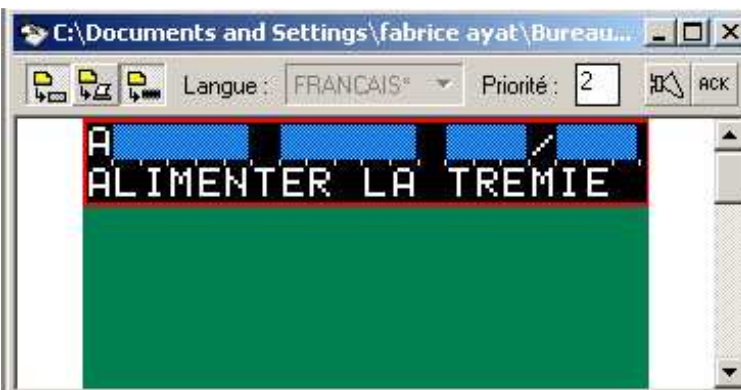 C:\Documents and Settings\fabrice ayat\Bureau...
Langue : FRANCAIS* Priorité : 2 ACK
A /
ALIMENTER LA TREMIE